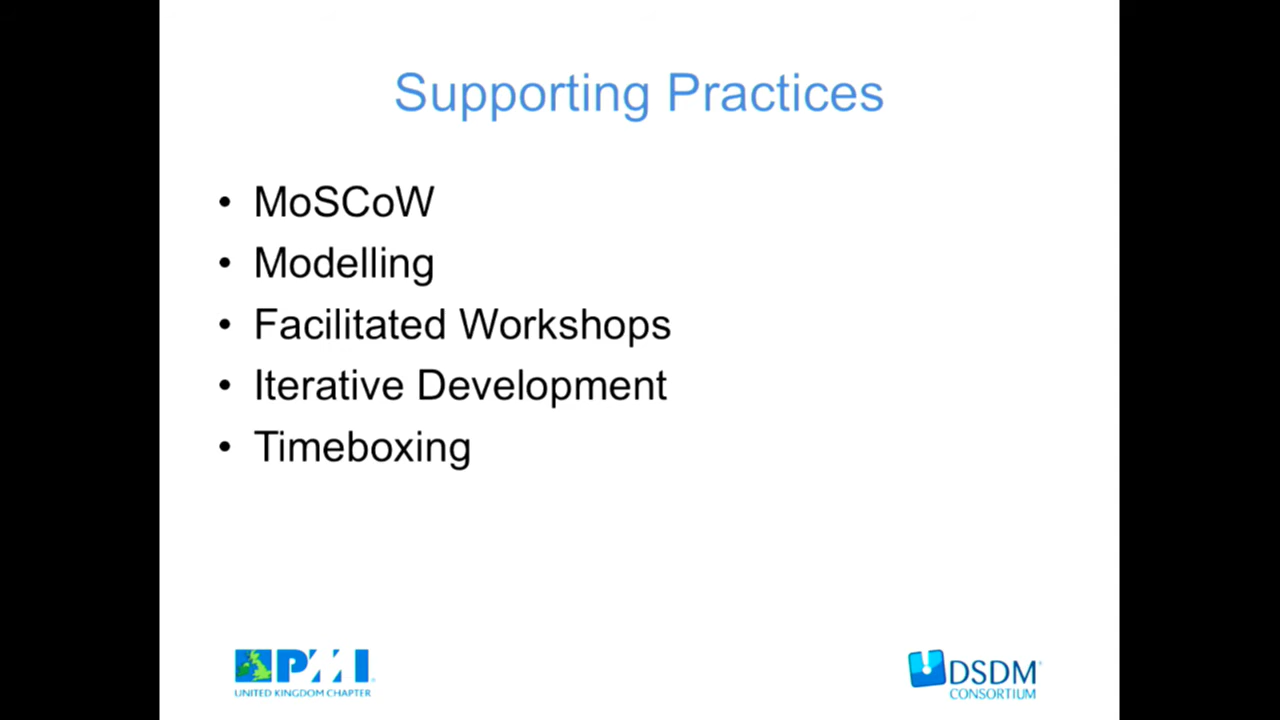 Supporting Practices
• MoSCoW
• Modelling
• Facilitated Workshops
• Iterative Development
• Timeboxing
PMI
UNITED KINGDOM CHAPTER
DSDM
CONSORTIUM